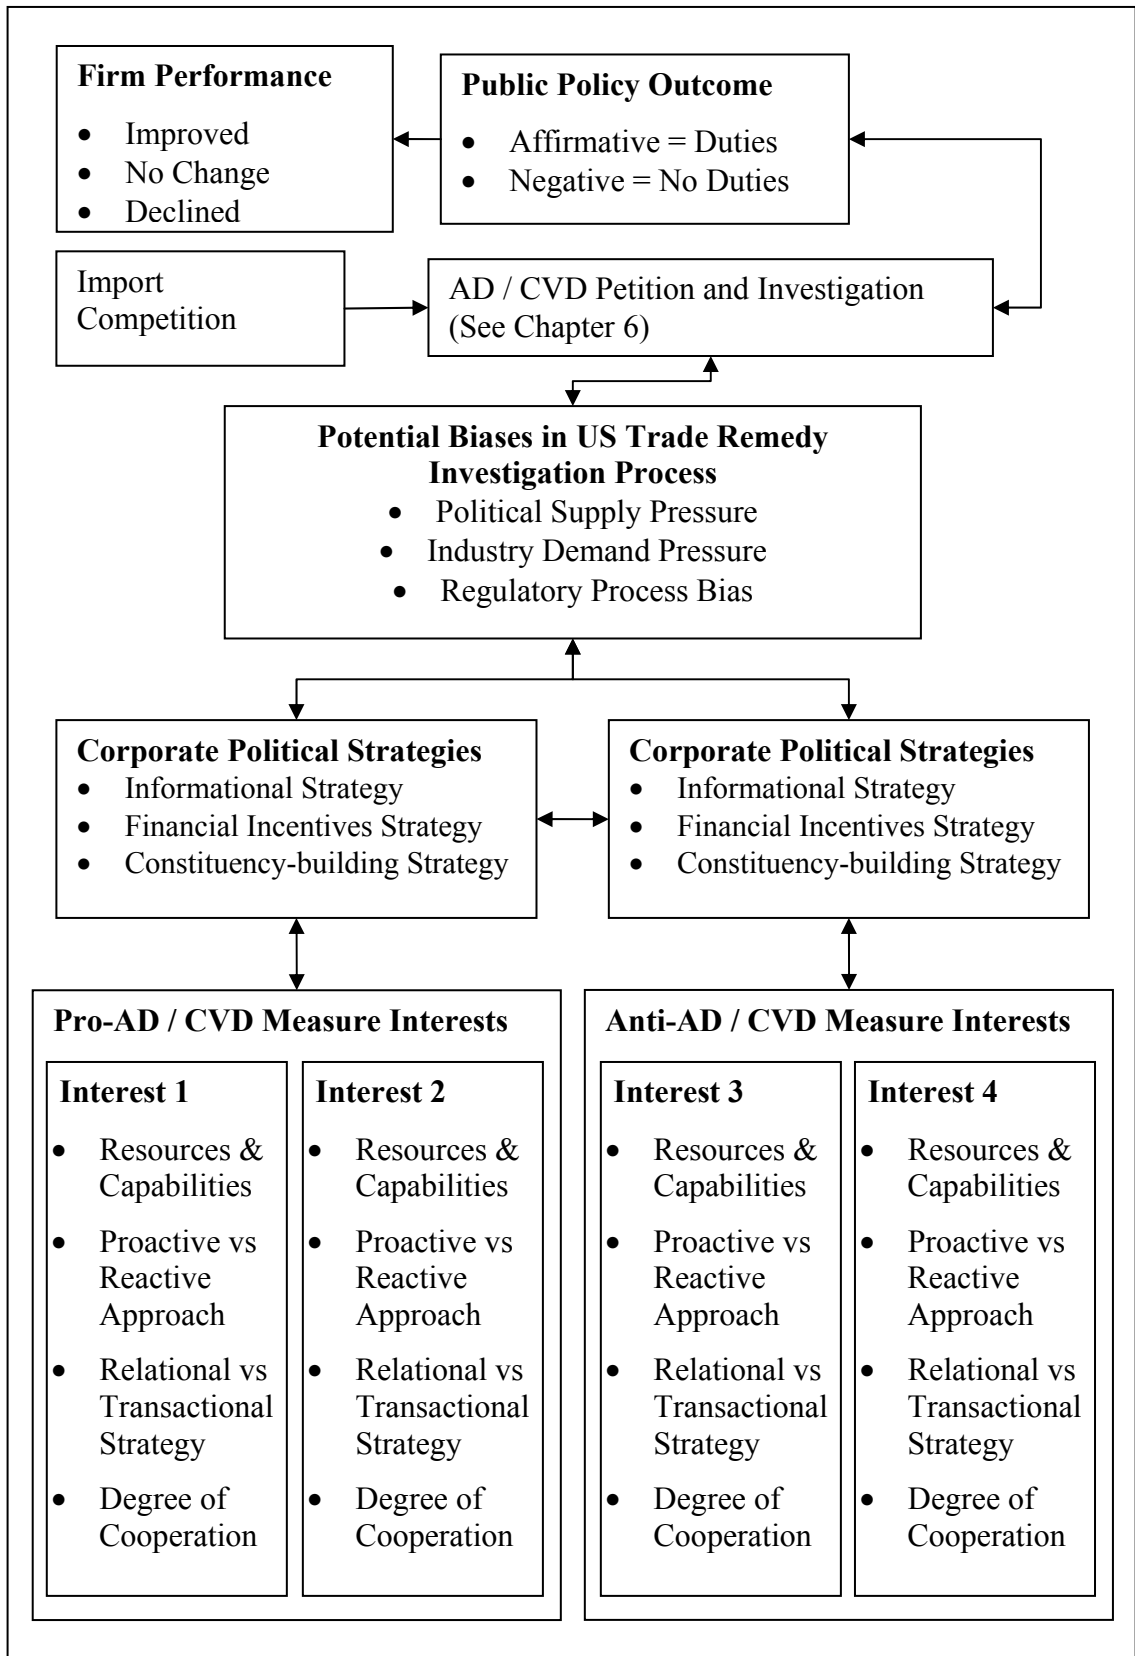 Firm Performance
• Improved
• No Change
• Declined
Public Policy Outcome
• Affirmative = Duties
• Negative = No Duties
Import
Competition
AD / CVD Petition and Investigation
(See Chapter 6)
Potential Biases in US Trade Remedy
Investigation Process
• Political Supply Pressure
• Industry Demand Pressure
• Regulatory Process Bias
Corporate Political Strategies
• Informational Strategy
• Financial Incentives Strategy
• Constituency-building Strategy
Corporate Political Strategies
• Informational Strategy
• Financial Incentives Strategy
• Constituency-building Strategy
Pro-AD / CVD Measure Interests
Interest 1
• Resources &
Capabilities
• Proactive vs
Reactive
Approach
• Relational vs
Transactional
Strategy
• Degree of
Cooperation
Interest 2
• Resources &
Capabilities
• Proactive vs
Reactive
Approach
• Relational vs
Transactional
Strategy
• Degree of
Cooperation
Anti-AD / CVD Measure Interests
Interest 3
• Resources &
Capabilities
• Proactive vs
Reactive
Approach
• Relational vs
Transactional
Strategy
• Degree of
Cooperation
Interest 4
• Resources &
Capabilities
• Proactive vs
Reactive
Approach
• Relational vs
Transactional
Strategy
• Degree of
Cooperation